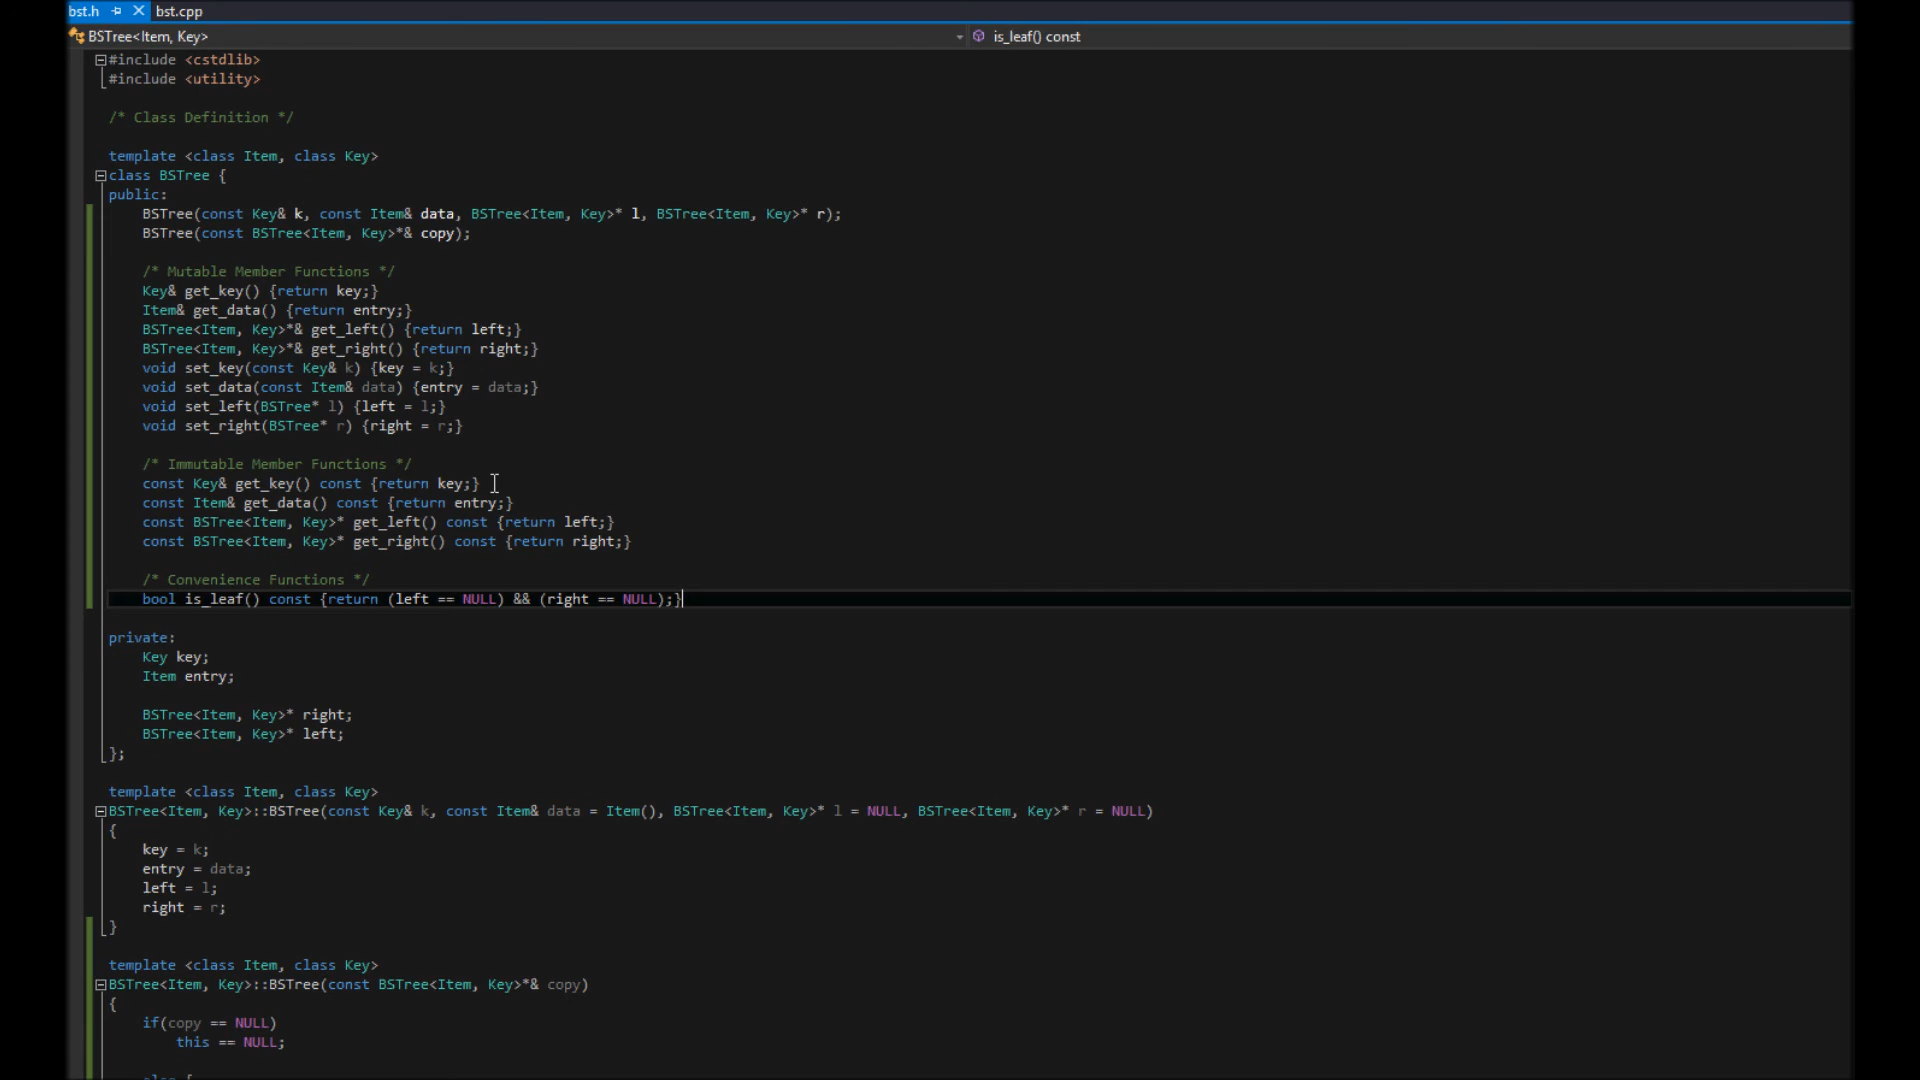 bst.h bst.cpp
BSTree<Item, Key> is_leaf() const
#include <cstdlib>
#include <utility>
/* Class Definition */
template <class Item, class Key>
class BSTree {
public:
BSTree(const Key& k, const Item& data, BSTree<Item, Key>* l, BSTree<Item, Key>* r);
BSTree(const BSTree<Item, Key>*& copy);
/* Mutable Member Functions */
Key& get_key() {return key;}
Item& get_data() {return entry;}
BSTree<Item, Key>*& get_left() {return left;}
BSTree<Item, Key>*& get_right() {return right;}
void set_key(const Key& k) {key = k;}
void set_data(const Item& data) {entry = data;}
void set_left(BSTree* l) {left = l;}
void set_right(BSTree* r) {right = r;}
/* Immutable Member Functions */
const Key& get_key() const {return key;}
const Item& get_data() const {return entry;}
const BSTree<Item, Key>* get_left() const {return left;}
const BSTree<Item, Key>* get_right() const {return right;}
/* Convenience Functions */
bool is_leaf() const {return (left == NULL) && (right == NULL);}
private:
Key key;
Item entry;
BSTree<Item, Key>* right;
BSTree<Item, Key>* left;
};
template <class Item, class Key>
BSTree<Item, Key>::BSTree(const Key& k, const Item& data = Item(), BSTree<Item, Key>* l = NULL, BSTree<Item, Key>* r = NULL)
{
key = k;
entry = data;
left = l;
right = r;
}
template <class Item, class Key>
BSTree<Item, Key>::BSTree(const BSTree<Item, Key>*& copy)
{
if(copy == NULL)
this == NULL;